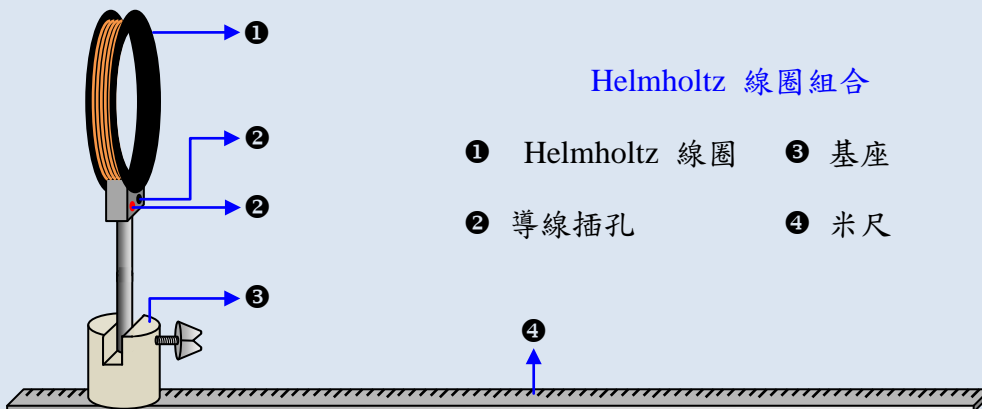 ❶
Helmholtz 線圈組合
❷
❶ Helmholtz 線圈 ❸ 基座
❷
❷ 導線插孔 ❹ 米尺
❸
❹